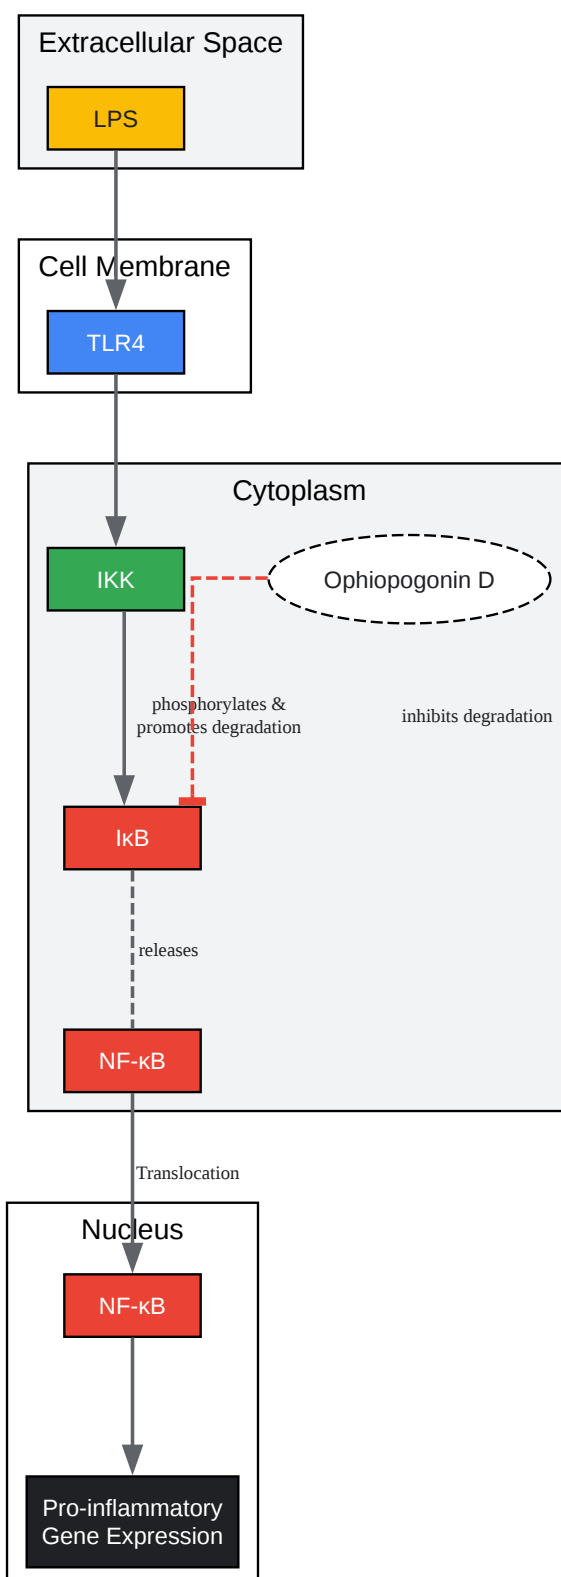 Extracellular Space
LPS
Cell Membrane
TLR4
Cytoplasm
IKK
Ophiopogonin D
phosphorylates &
promotes degradation
inhibits degradation
IκB
releases
NF-κB
Translocation
Nucleus
NF-κB
Pro-inflammatory
Gene Expression